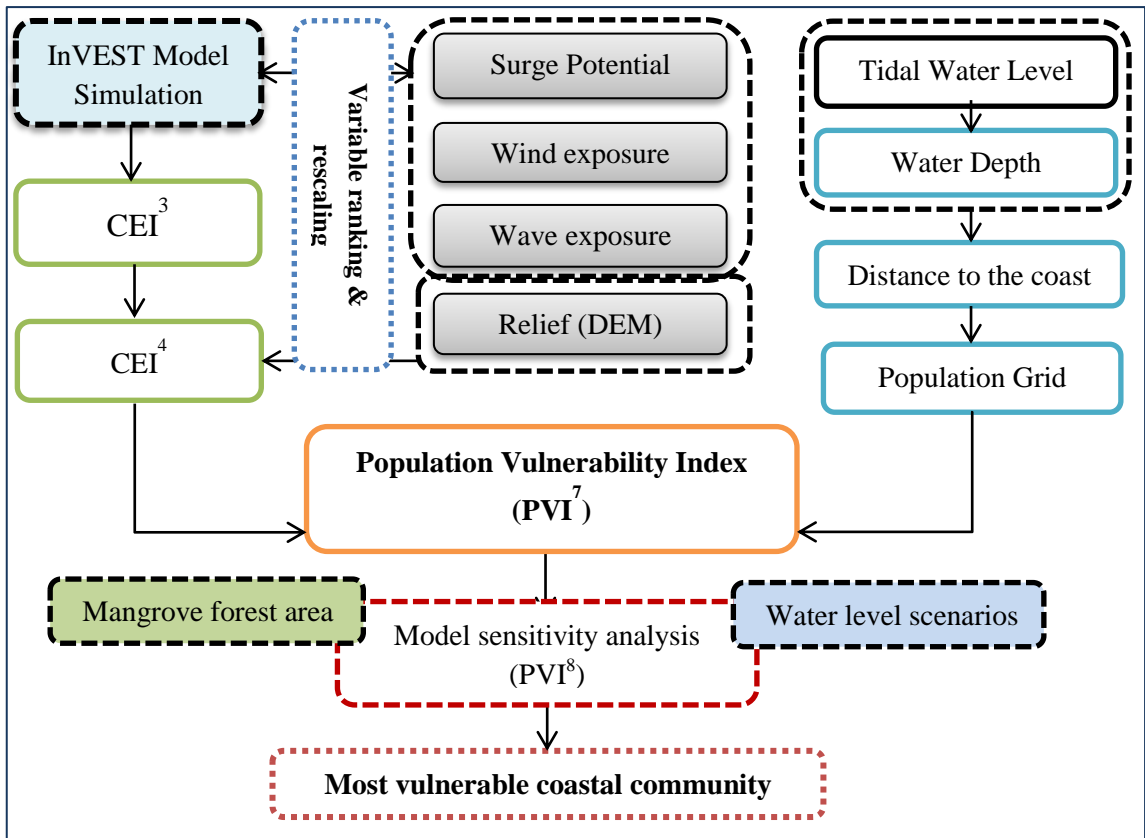 InVEST Model
Simulation
CEI³
CEI⁴
Variable ranking &
rescaling
Surge Potential
Wind exposure
Wave exposure
Relief (DEM)
Tidal Water Level
Water Depth
Distance to the coast
Population Grid
Population Vulnerability Index
(PVI⁷)
Mangrove forest area
Model sensitivity analysis
(PVI⁸)
Water level scenarios
Most vulnerable coastal community